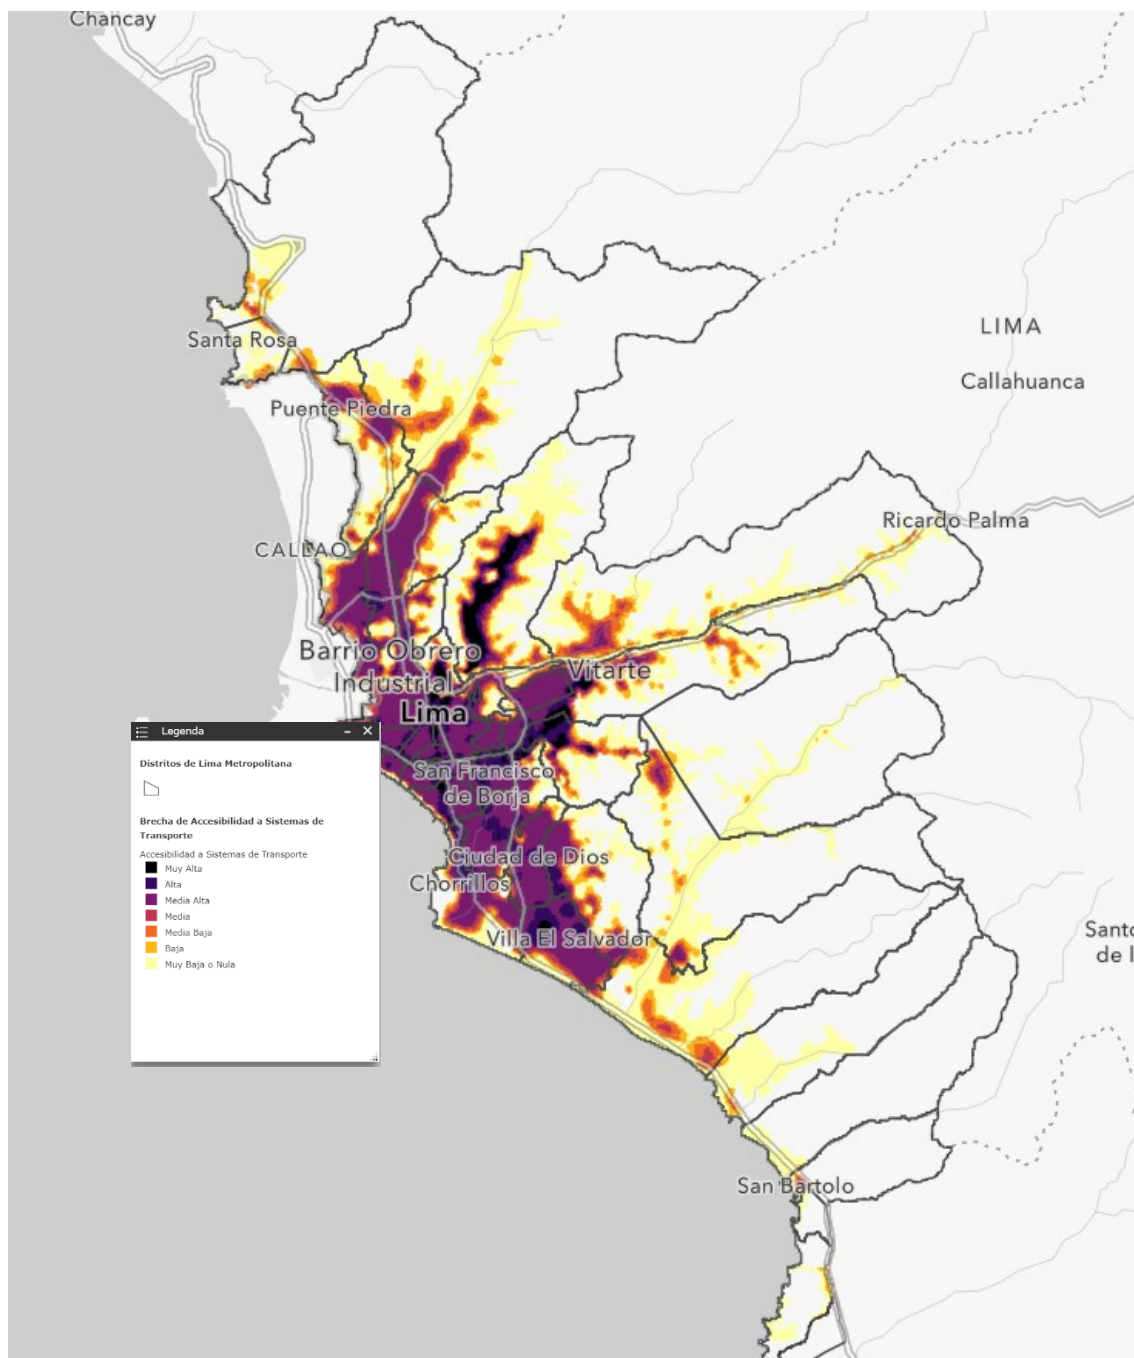 Chancay
LIMA
Santa Rosa
Callahuanca
Puente Piedra
Ricardo Palma
CALLAO
Barrio Obrero
Industrial
Vitarte
Lima
Legenda
Distritos de Lima Metropolitana
Brecha de Accesibilidad a Sistemas de
Transporte
Accesibilidad a Sistemas de Transporte
Muy Alta
Alta
Media Alta
Media
Media Baja
Baja
Muy Baja o Nula
San Francisco
de Borja
Ciudad de Dios
Chorrillos
Villa El Salvador
Santo
de l
San Bartolo